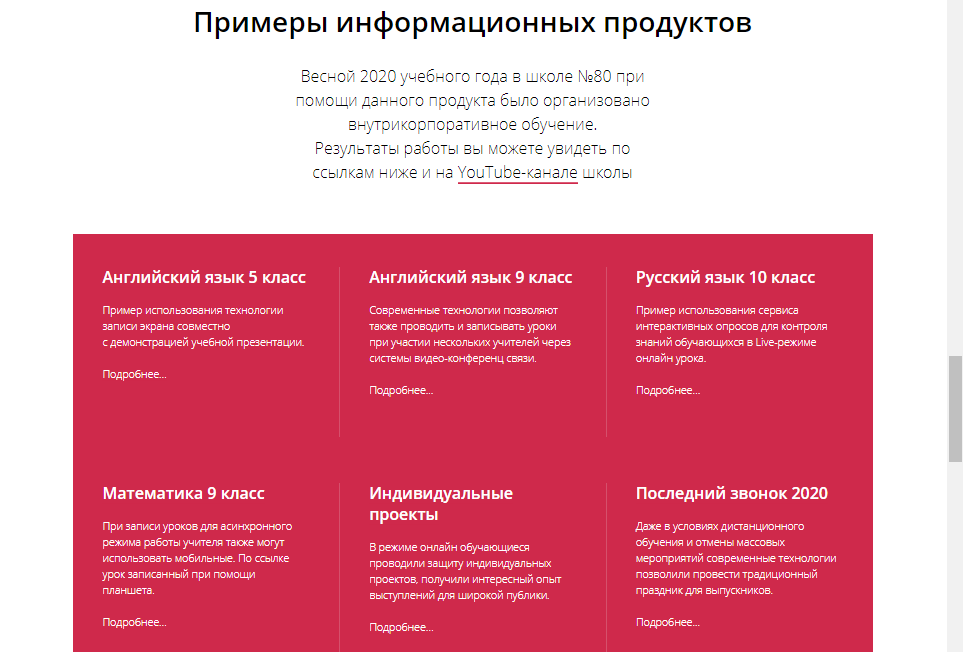 Примеры информационных продуктов
Весной 2020 учебного года в школе №80 при
помощи данного продукта было организовано
внутрикорпоративное обучение.
Результаты работы вы можете увидеть по
ссылкам ниже и на YouTube-канале школы
Английский язык 5 класс
Пример использования технологии
записи экрана совместно
с демонстрацией учебной презентации.
Подробнее...
Английский язык 9 класс
Современные технологии позволяют
также проводить и записывать уроки
при участии нескольких учителей через
системы видео-конференц связи.
Подробнее...
Русский язык 10 класс
Пример использования сервиса
интерактивных опросов для контроля
знаний обучающихся в Live-режиме
онлайн урока.
Подробнее...
Математика 9 класс
При записи уроков для асинхронного
режима работы учителя также могут
использовать мобильные. По ссылке
урок записанный при помощи
планшета.
Подробнее...
Индивидуальные
проекты
В режиме онлайн обучающиеся
проводили защиту индивидуальных
проектов, получили интересный опыт
выступлений для широкой публики.
Подробнее...
Последний звонок 2020
Даже в условиях дистанционного
обучения и отмены массовых
мероприятий современные технологии
позволили провести традиционный
праздник для выпускников.
Подробнее...